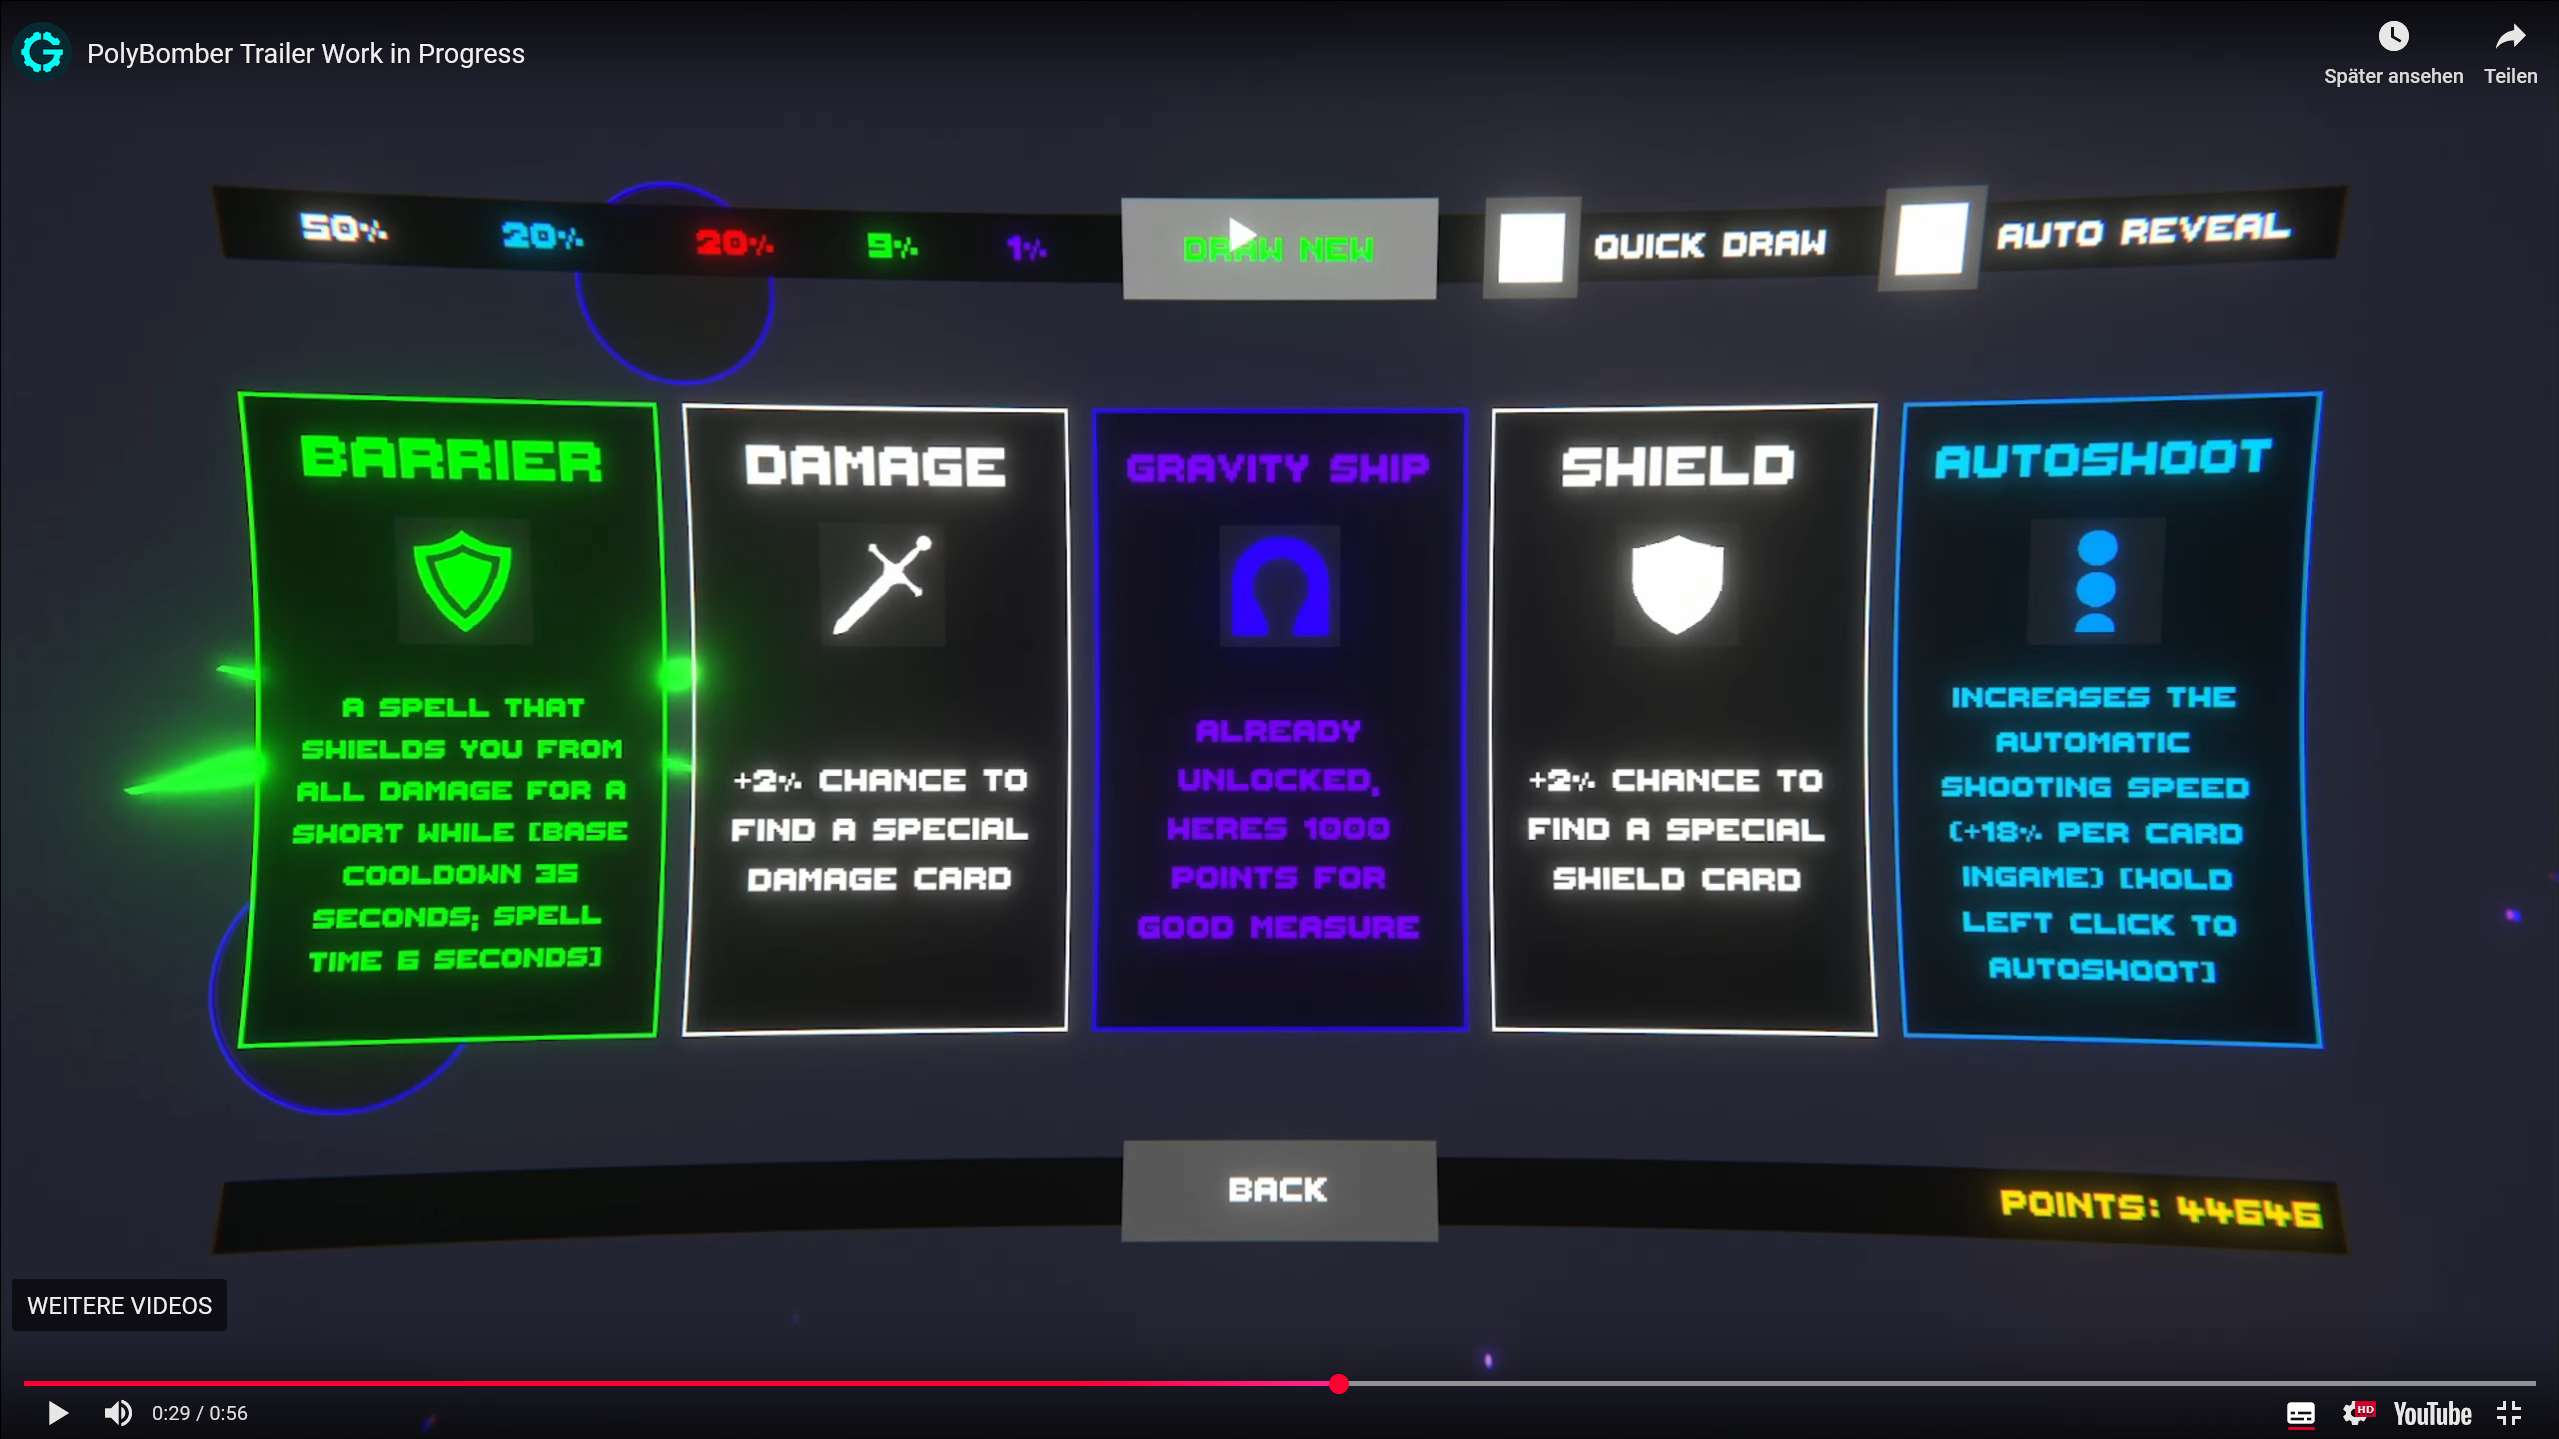 PolyBomber Trailer Work in Progress
Später ansehen
Teilen
50%
20%
20%
9%
1%
DRAW NEW
QUICK DRAW
AUTO REVEAL
BARRIER
A SPELL THAT
SHIELDS YOU FROM
ALL DAMAGE FOR A
SHORT WHILE [BASE
COOLDOWN 35
SECONDS; SPELL
TIME 6 SECONDS]
DAMAGE
+2% CHANCE TO
FIND A SPECIAL
DAMAGE CARD
GRAVITY SHIP
ALREADY
UNLOCKED,
HERES 1000
POINTS FOR
GOOD MEASURE
SHIELD
+2% CHANCE TO
FIND A SPECIAL
SHIELD CARD
AUTOSHOOT
INCREASES THE
AUTOMATIC
SHOOTING SPEED
(+18% PER CARD
INGAME) [HOLD
LEFT CLICK TO
AUTOSHOOT]
BACK
POINTS: 44646
WEITERE VIDEOS
0:29 / 0:56
HD
YouTube